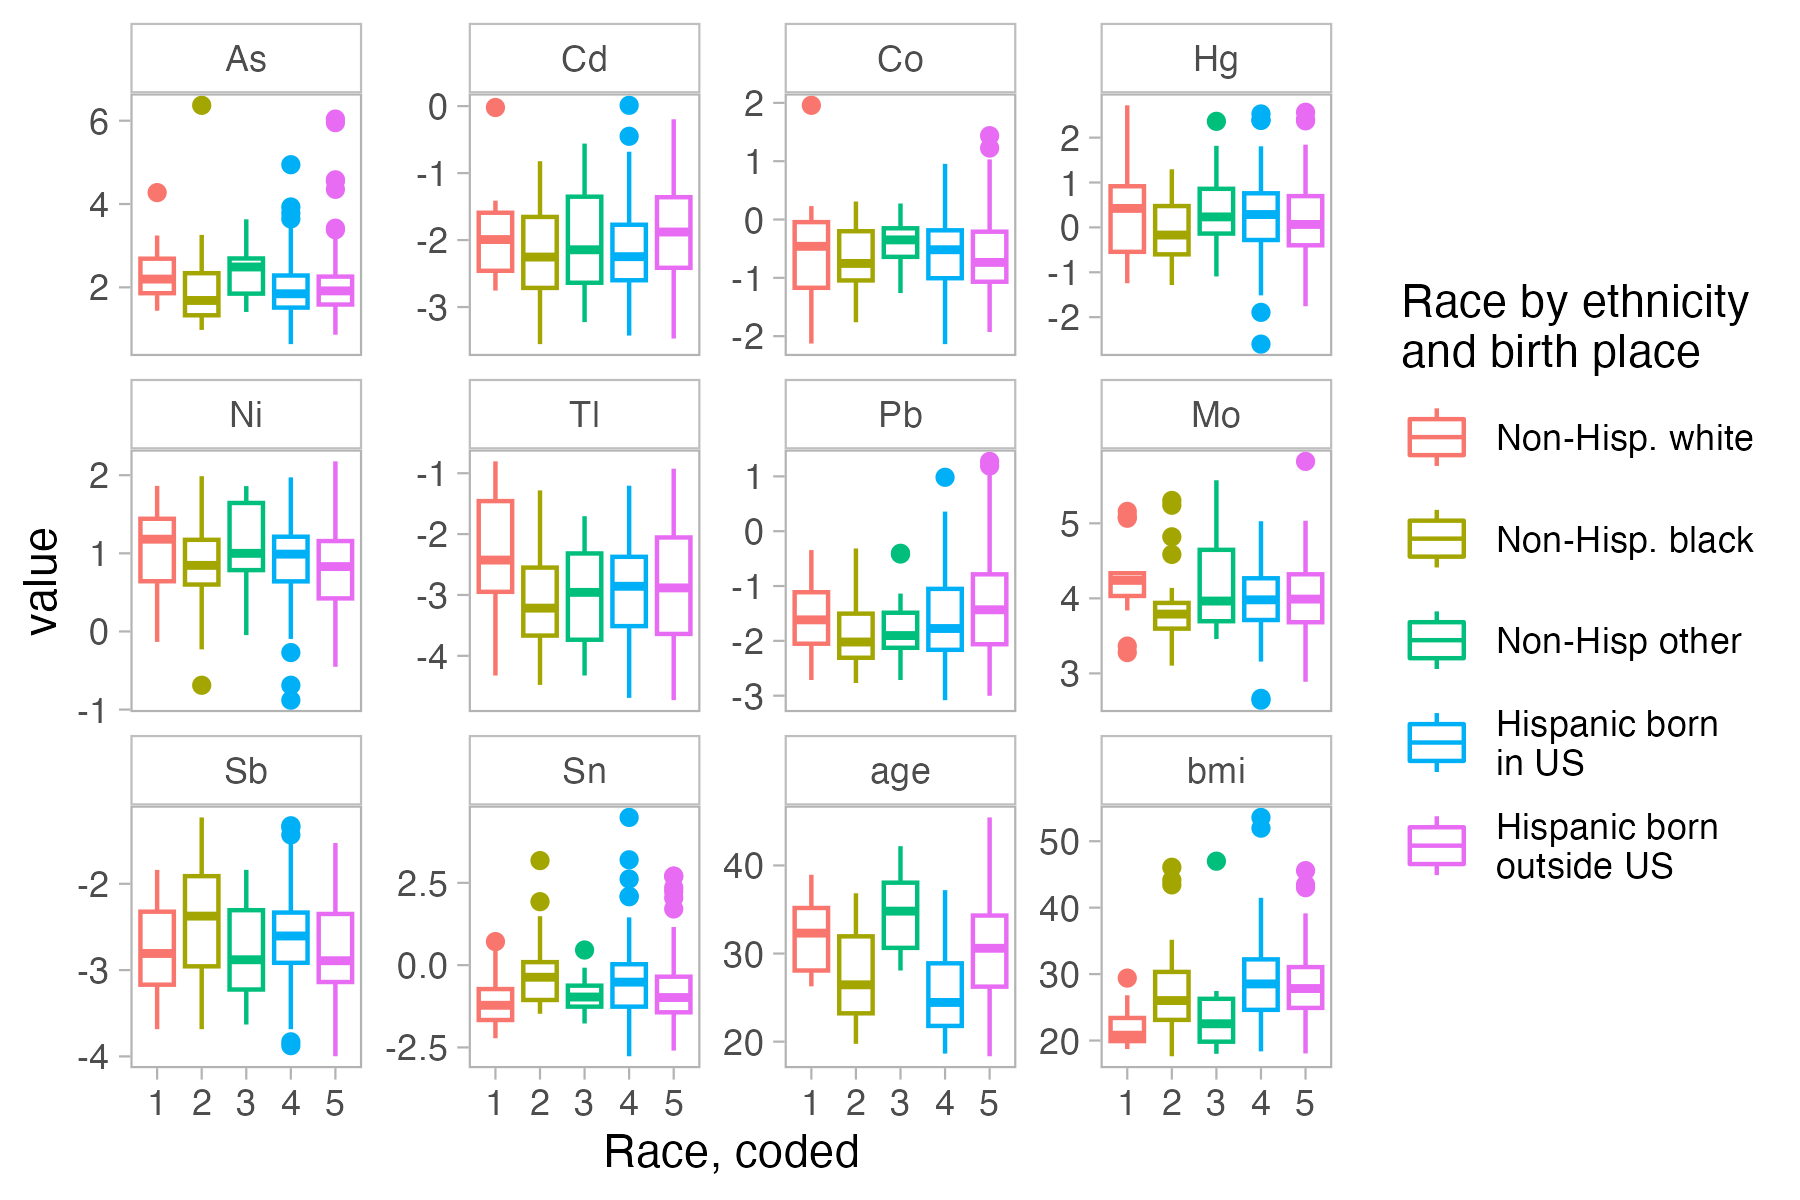 As
Cd
Co
Hg
6
4
2
0
-1
-2
-3
2
1
0
-1
-2
2
1
0
-1
-2
Ni
Tl
Pb
Mo
2
1
0
-1
-1
-2
-3
-4
1
0
-1
-2
-3
5
4
3
Sb
Sn
age
bmi
-2
-3
-4
2.5
0.0
-2.5
40
30
20
50
40
30
20
1 2 3 4 5
1 2 3 4 5
1 2 3 4 5
1 2 3 4 5
value
Race, coded
Race by ethnicity
and birth place
Non-Hisp. white
Non-Hisp. black
Non-Hisp other
Hispanic born
in US
Hispanic born
outside US